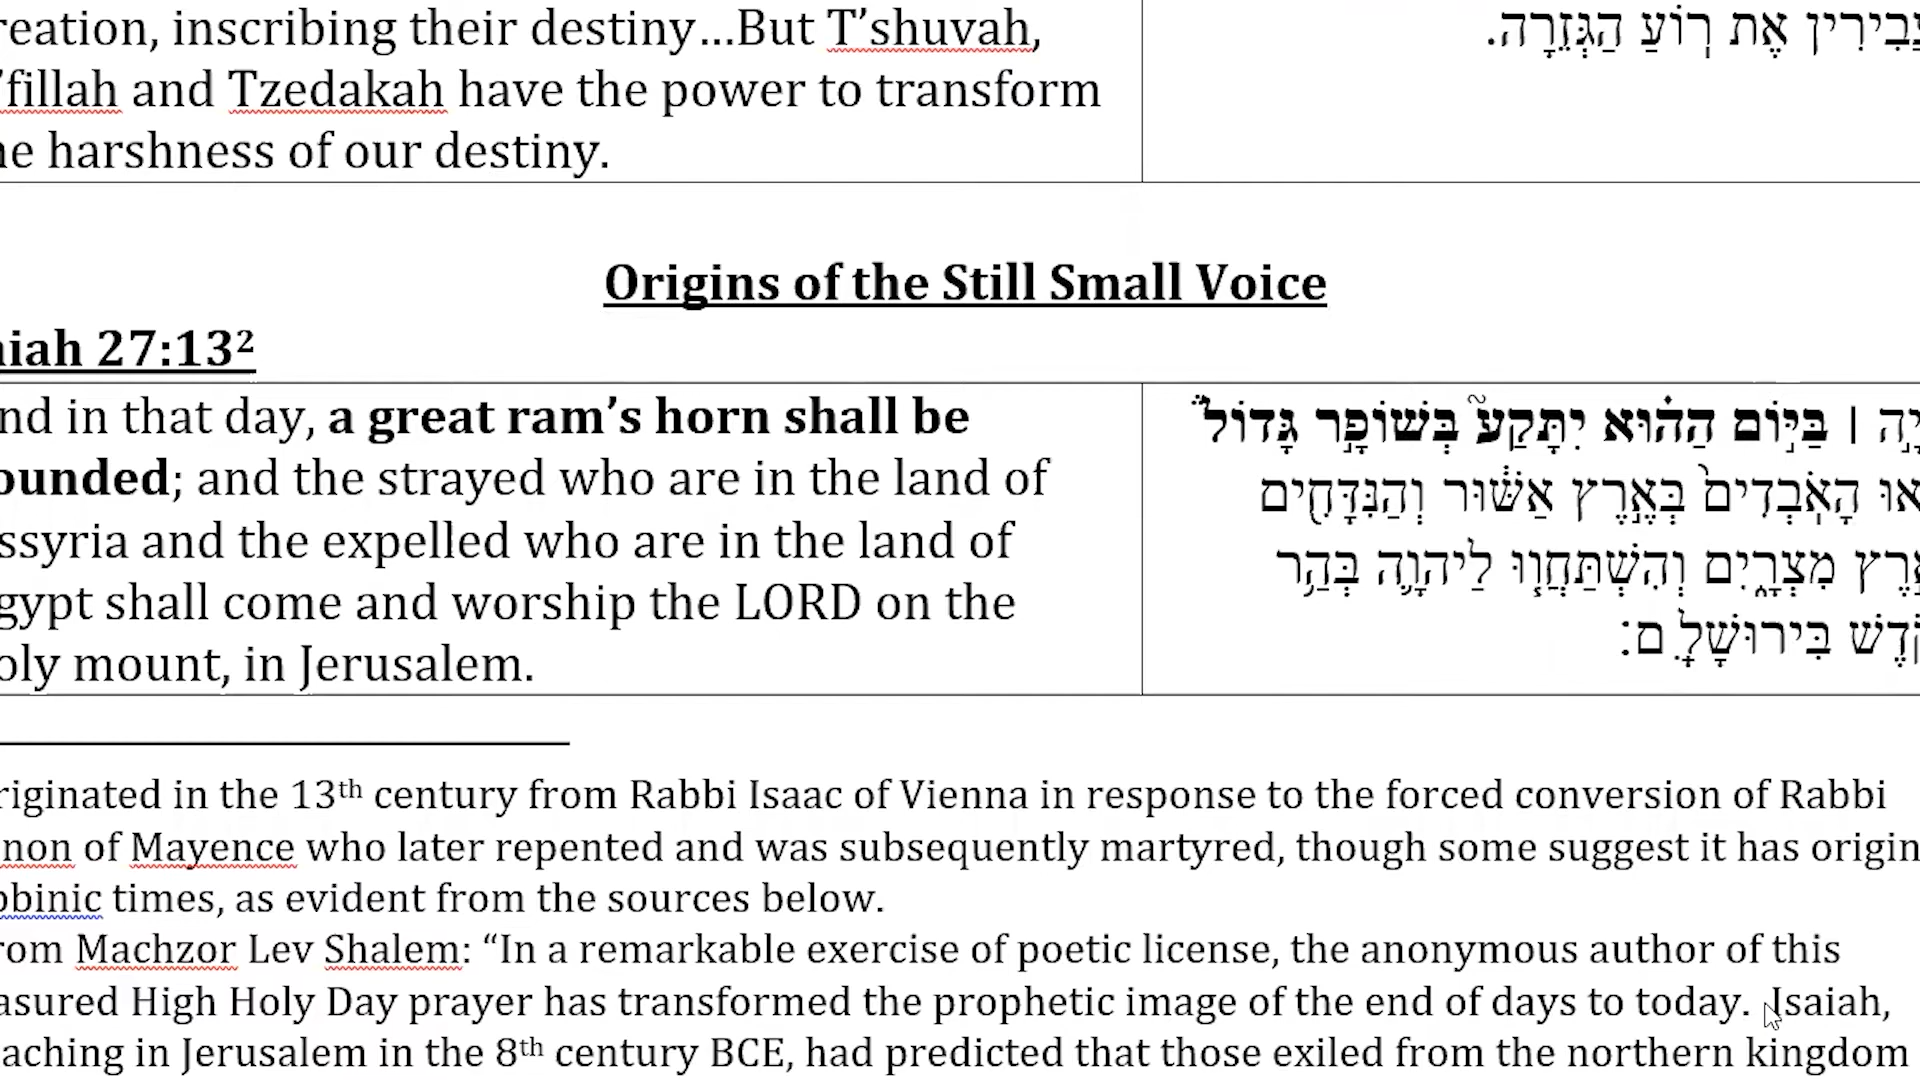 reation, inscribing their destiny…But T’shuvah,
’fillah and Tzedakah have the power to transform
he harshness of our destiny.
אֶת רֽוֹעַ הַגְּזֵרָה.
Origins of the Still Small Voice
aiah 27:13²
nd in that day, a great ram’s horn shall be
ounded; and the strayed who are in the land of
ssyria and the expelled who are in the land of
gypt shall come and worship the LORD on the
oly mount, in Jerusalem.
׀ בַּיּ֣וֹם הַה֗וּא יִתָּקַע֮ בְּשׁוֹפָ֣ר גָּדוֹל֒
הָאֹֽבְדִים֙ בְּאֶ֣רֶץ אַשּׁ֔וּר וְהַנִּדָּחִ֖ים
מִצְרָ֑יִם וְהִשְׁתַּחֲו֧וּ לַיהוָ֛ה בְּהַ֥ר
בִּירוּשָׁלִָֽם׃
riginated in the 13th century from Rabbi Isaac of Vienna in response to the forced conversion of Rabbi
non of Mayence who later repented and was subsequently martyred, though some suggest it has origin
bbinic times, as evident from the sources below.
rom Machzor Lev Shalem: “In a remarkable exercise of poetic license, the anonymous author of this
asured High Holy Day prayer has transformed the prophetic image of the end of days to today. Isaiah,
aching in Jerusalem in the 8th century BCE, had predicted that those exiled from the northern kingdom